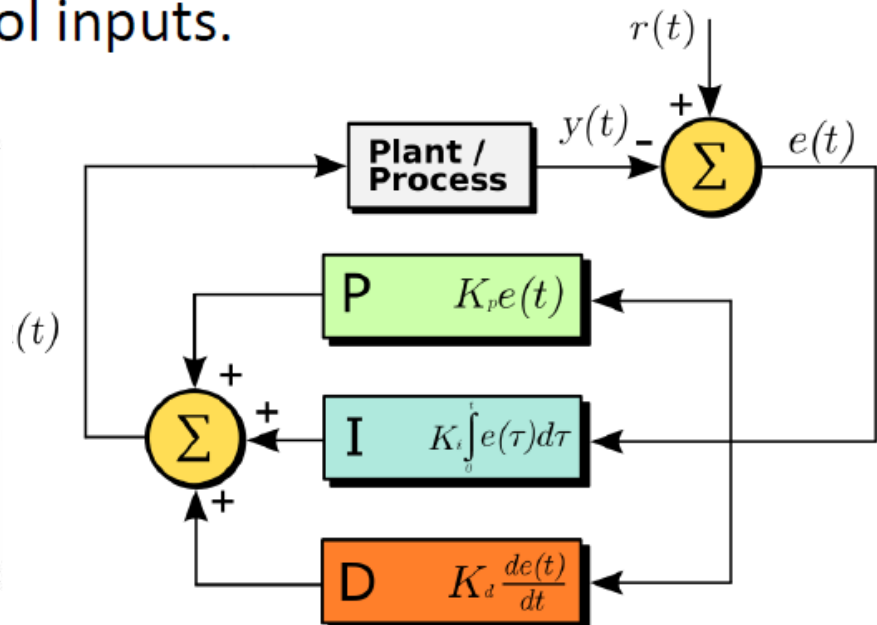 ol inputs.
r(t)
+
Plant /
Process
y(t)
-
Σ
e(t)
P K_p e(t)
(t)
+
Σ
+
I K_i ∫_0^t e(τ)dτ
+
D K_d de(t)/dt